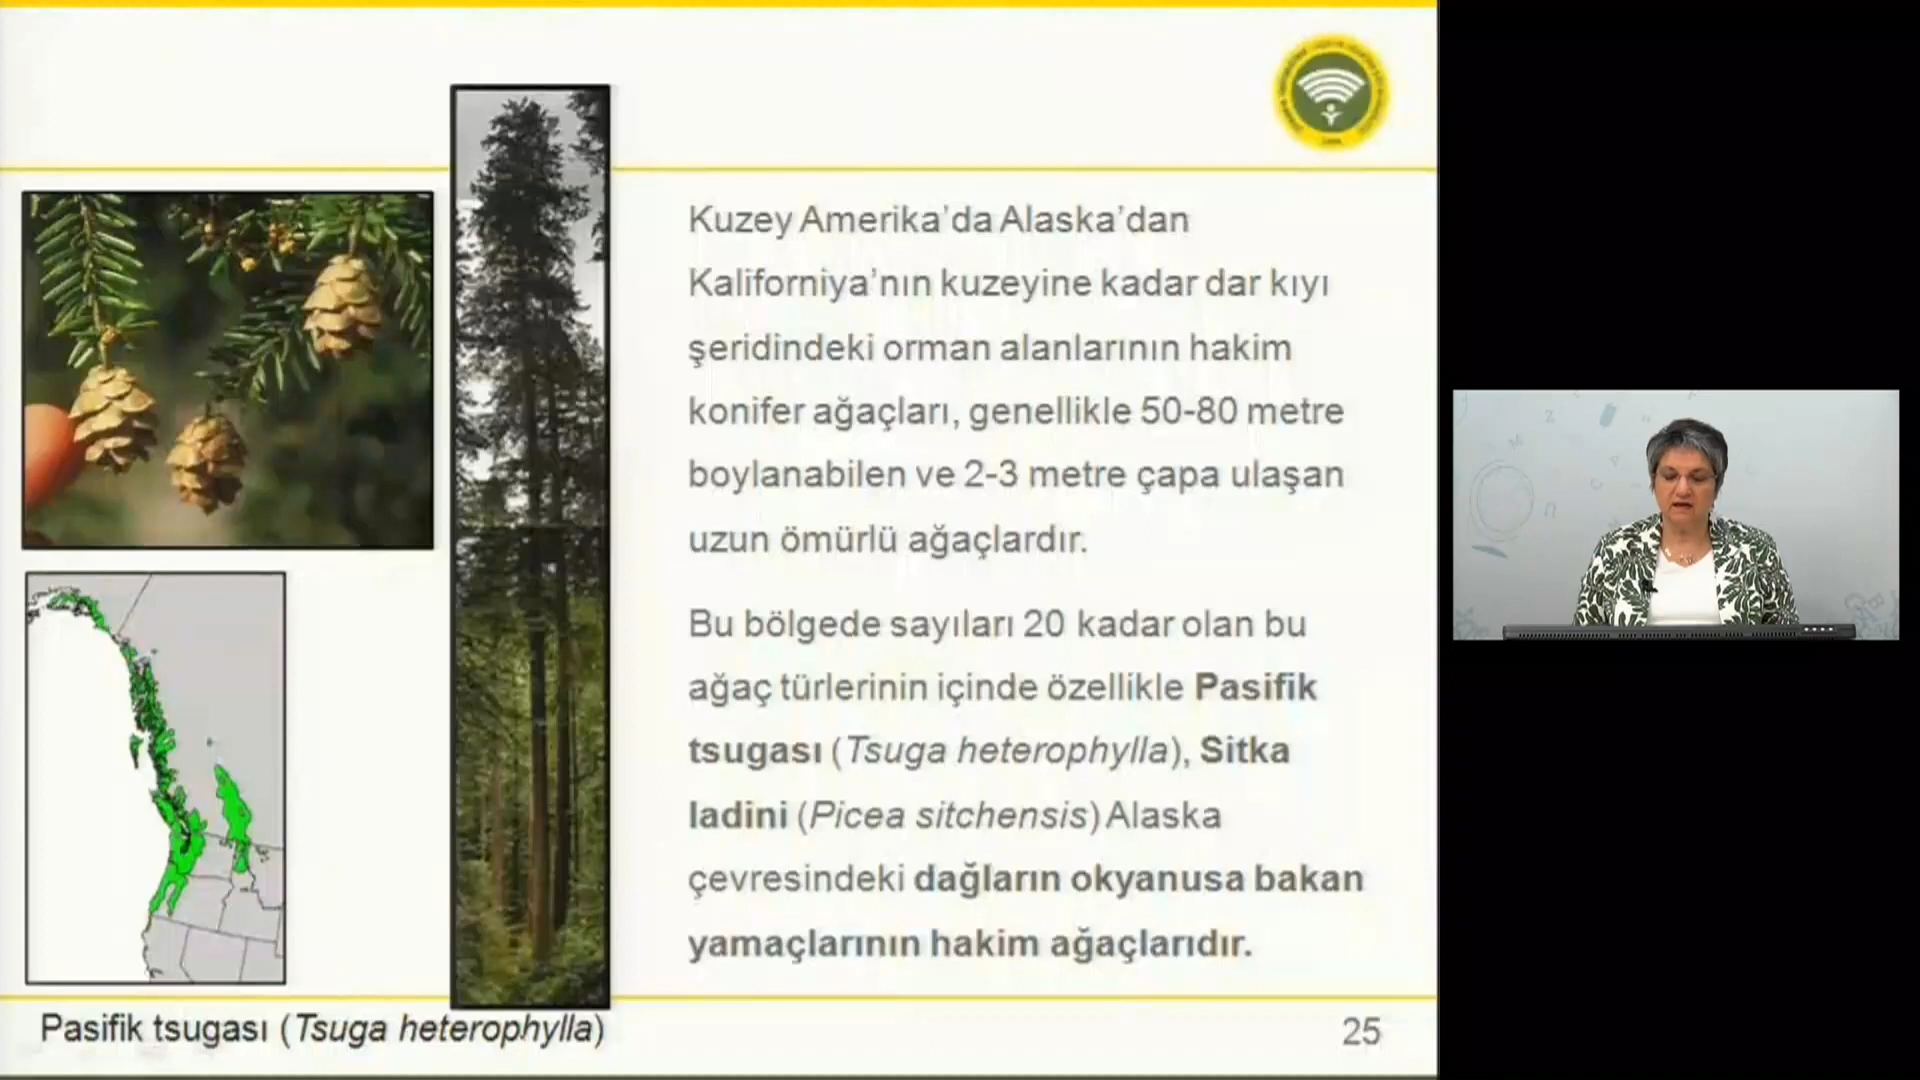 Kuzey Amerika’da Alaska’dan
Kaliforniya’nın kuzeyine kadar dar kıyı
şeridindeki orman alanlarının hakim
konifer ağaçları, genellikle 50-80 metre
boylanabilen ve 2-3 metre çapa ulaşan
uzun ömürlü ağaçlardır.
Bu bölgede sayıları 20 kadar olan bu
ağaç türlerinin içinde özellikle Pasifik
tsugası (Tsuga heterophylla), Sitka
ladini (Picea sitchensis) Alaska
çevresindeki dağların okyanusa bakan
yamaçlarının hakim ağaçlarıdır.
Pasifik tsugası (Tsuga heterophylla)
25